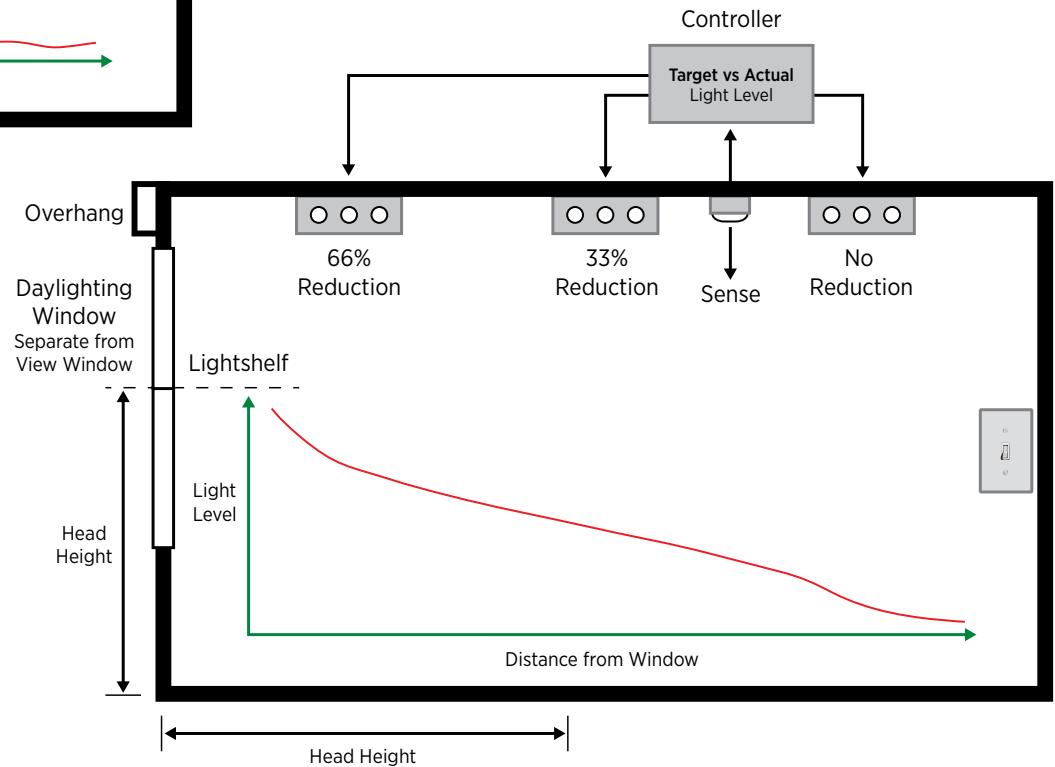 Controller
Target vs Actual
Light Level
Overhang
66%
Reduction
33%
Reduction
Sense
No
Reduction
Daylighting
Window
Separate from
View Window
Lightshelf
Light
Level
Head
Height
Distance from Window
Head Height